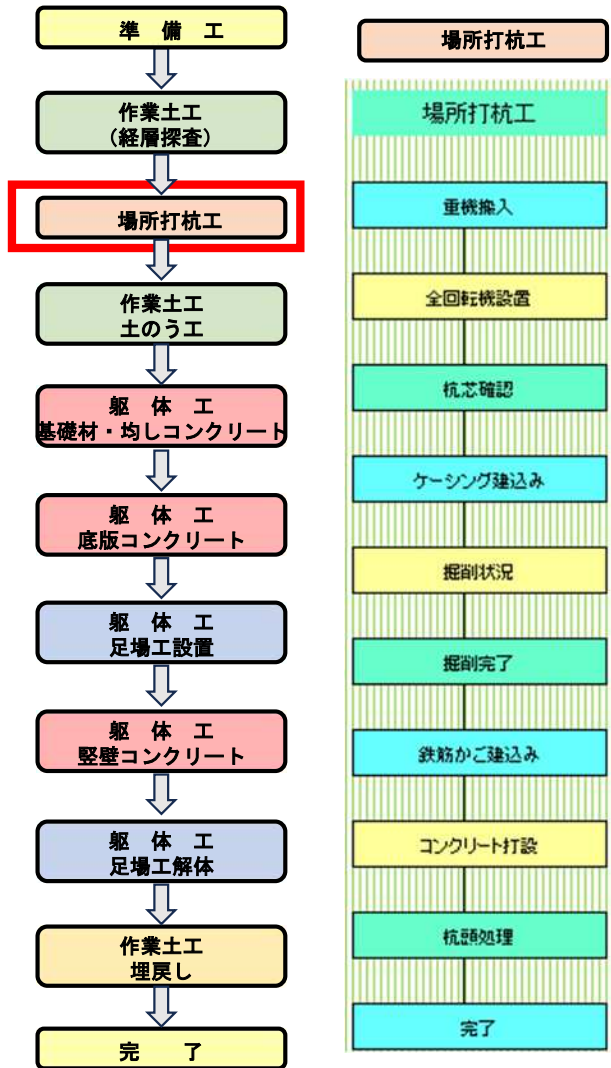 準 備 工
作業土工
（経層探査）
場所打杭工
作業土工
土のう工
躯 体 工
基礎材・均しコンクリート
躯 体 工
底版コンクリート
躯 体 工
足場工設置
躯 体 工
竪壁コンクリート
躯 体 工
足場工解体
作業土工
埋戻し
完 了
場所打杭工
場所打杭工
重機搬入
全回転機設置
杭芯確認
ケーシング建込み
掘削状況
掘削完了
鉄筋かご建込み
コンクリート打設
杭頭処理
完了